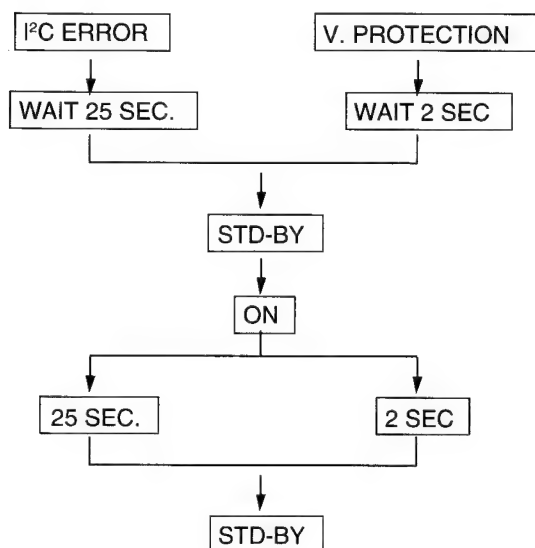 I²C ERROR
V. PROTECTION
WAIT 25 SEC.
WAIT 2 SEC
STD-BY
ON
25 SEC.
2 SEC
STD-BY